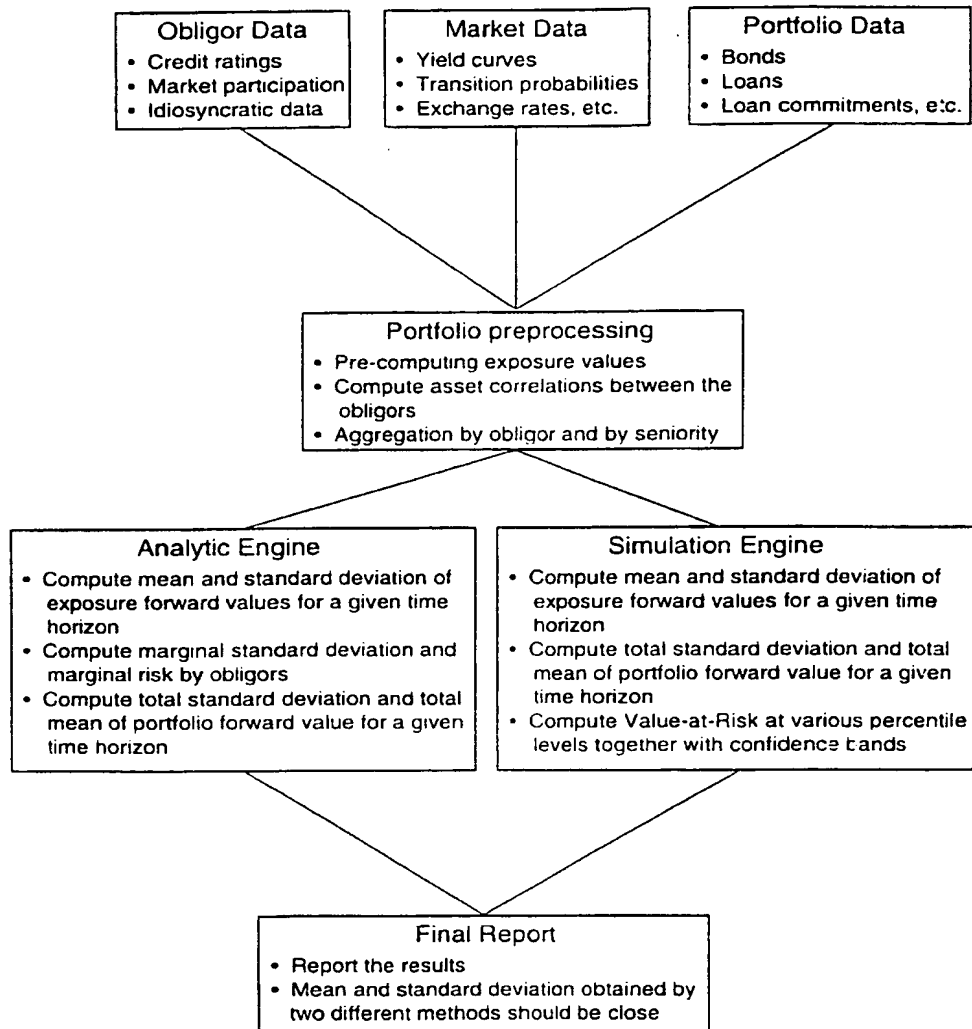 Obligor Data
• Credit ratings
• Market participation
• Idiosyncratic data
Market Data
• Yield curves
• Transition probabilities
• Exchange rates, etc.
Portfolio Data
• Bonds
• Loans
• Loan commitments, etc.
Portfolio preprocessing
• Pre-computing exposure values
• Compute asset correlations between the
obligors
• Aggregation by obligor and by seniority
Analytic Engine
• Compute mean and standard deviation of
exposure forward values for a given time
horizon
• Compute marginal standard deviation and
marginal risk by obligors
• Compute total standard deviation and total
mean of portfolio forward value for a given
time horizon
Simulation Engine
• Compute mean and standard deviation of
exposure forward values for a given time
horizon
• Compute total standard deviation and total
mean of portfolio forward value for a given
time horizon
• Compute Value-at-Risk at various percentile
levels together with confidence bands
Final Report
• Report the results
• Mean and standard deviation obtained by
two different methods should be close